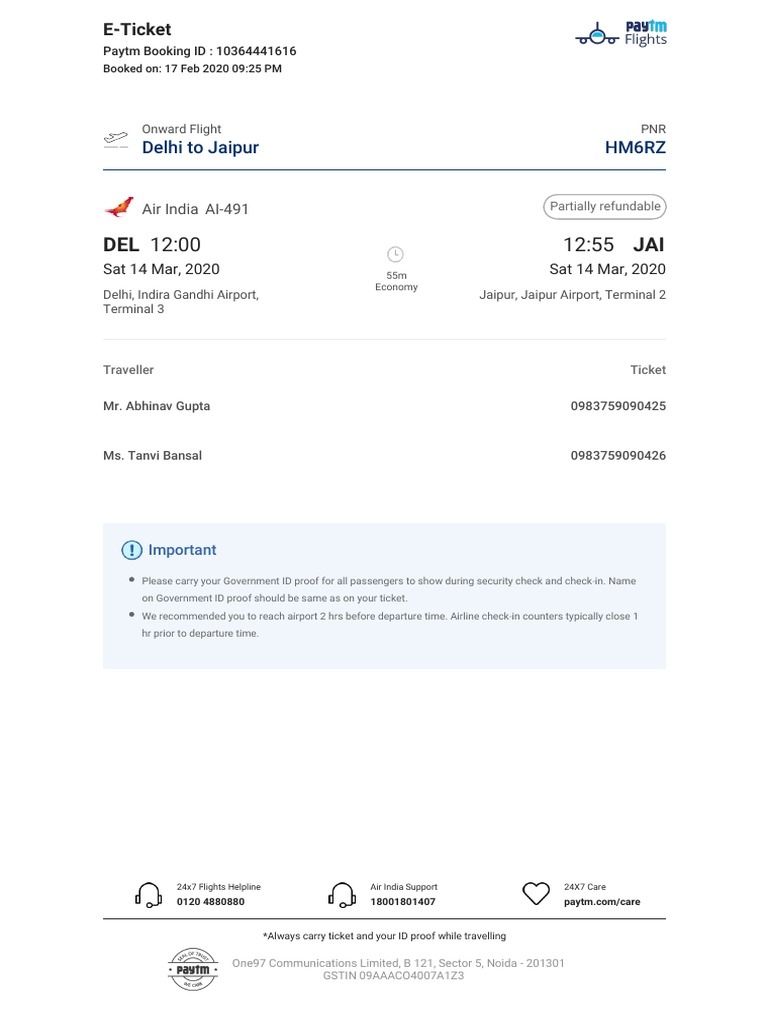 E-Ticket
Paytm Booking ID : 10364441616
Booked on: 17 Feb 2020 09:25 PM
paytm
Flights
Onward Flight
Delhi to Jaipur
PNR
HM6RZ
Air India AI-491
Partially refundable
DEL 12:00
Sat 14 Mar, 2020
Delhi, Indira Gandhi Airport,
Terminal 3
55m
Economy
12:55 JAI
Sat 14 Mar, 2020
Jaipur, Jaipur Airport, Terminal 2
Traveller Ticket
Mr. Abhinav Gupta 0983759090425
Ms. Tanvi Bansal 0983759090426
Important
Please carry your Government ID proof for all passengers to show during security check and check-in. Name
on Government ID proof should be same as on your ticket.
We recommended you to reach airport 2 hrs before departure time. Airline check-in counters typically close 1
hr prior to departure time.
24x7 Flights Helpline
0120 4880880
Air India Support
18001801407
24X7 Care
paytm.com/care
*Always carry ticket and your ID proof while travelling
SEAL OF TRUST
paytm
WE CARE
One97 Communications Limited, B 121, Sector 5, Noida - 201301
GSTIN 09AAACO4007A1Z3